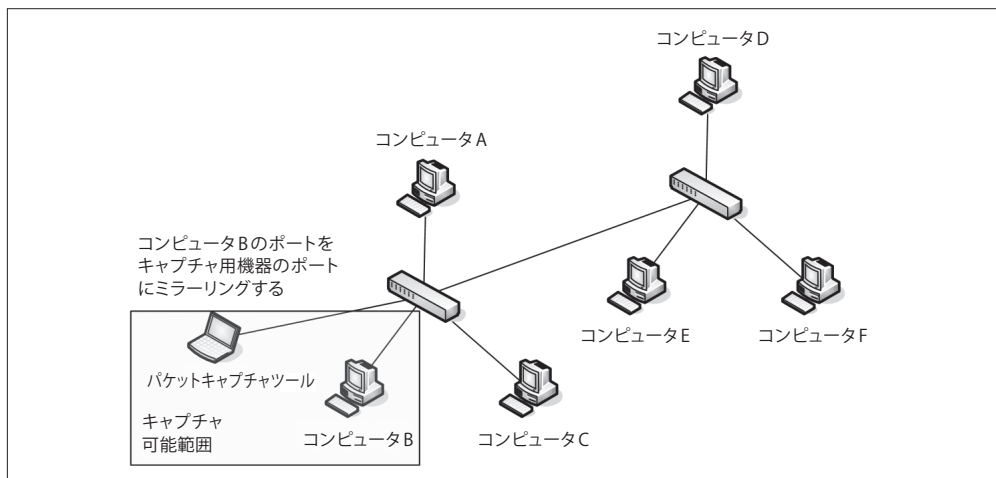 コンピュータD
コンピュータA
コンピュータBのポートを
キャプチャ用機器のポート
にミラーリングする
コンピュータE
コンピュータF
パケットキャプチャツール
キャプチャ
可能範囲
コンピュータB
コンピュータC